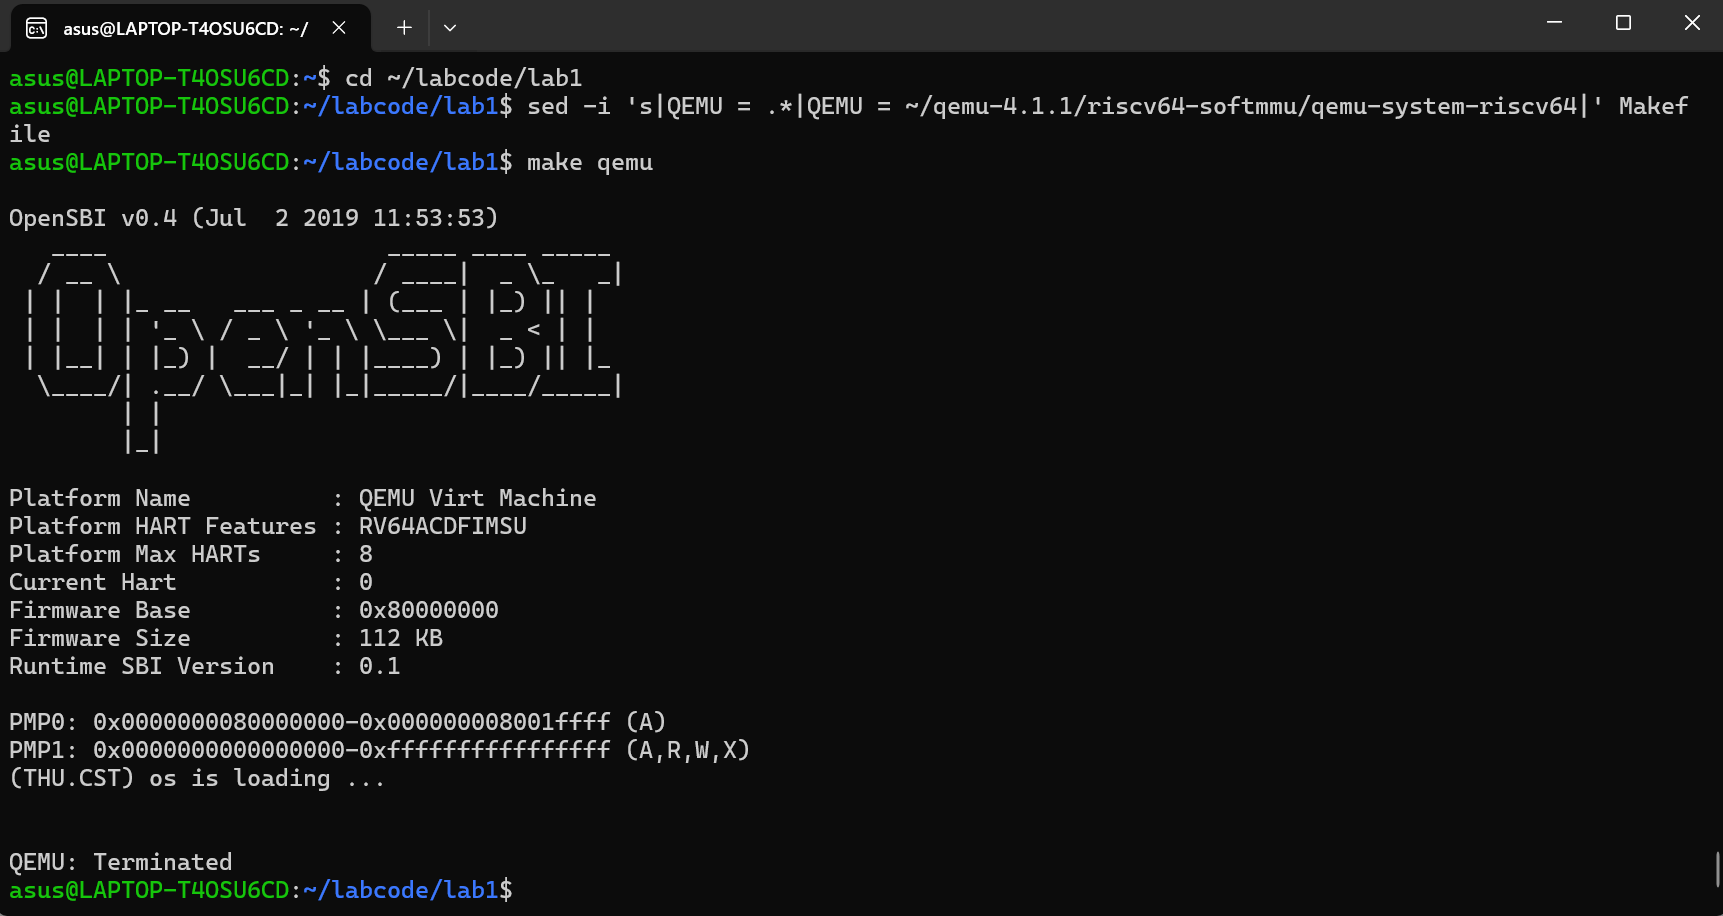 asus@LAPTOP-T4OSU6CD: ~/
asus@LAPTOP-T4OSU6CD:~$ cd ~/labcode/lab1
asus@LAPTOP-T4OSU6CD:~/labcode/lab1$ sed -i 's|QEMU = .*|QEMU = ~/qemu-4.1.1/riscv64-softmmu/qemu-system-riscv64|' Makef
ile
asus@LAPTOP-T4OSU6CD:~/labcode/lab1$ make qemu
OpenSBI v0.4 (Jul  2 2019 11:53:53)
   ____                    _____ ____ _____
  / __ \                  / ____|  _ \_   _|
 | |  | |_ __   ___ _ __ | (___ | |_) || |
 | |  | | '_ \ / _ \ '_ \ \___ \|  _ < | |
 | |__| | |_) |  __/ | | |____) | |_) || |_
  \____/| .__/ \___|_| |_|_____/|____/_____|
        | |
        |_|
Platform Name          : QEMU Virt Machine
Platform HART Features : RV64ACDFIMSU
Platform Max HARTs     : 8
Current Hart           : 0
Firmware Base          : 0x80000000
Firmware Size          : 112 KB
Runtime SBI Version    : 0.1
PMP0: 0x0000000080000000-0x000000008001ffff (A)
PMP1: 0x0000000000000000-0xffffffffffffffff (A,R,W,X)
(THU.CST) os is loading ...
QEMU: Terminated
asus@LAPTOP-T4OSU6CD:~/labcode/lab1$